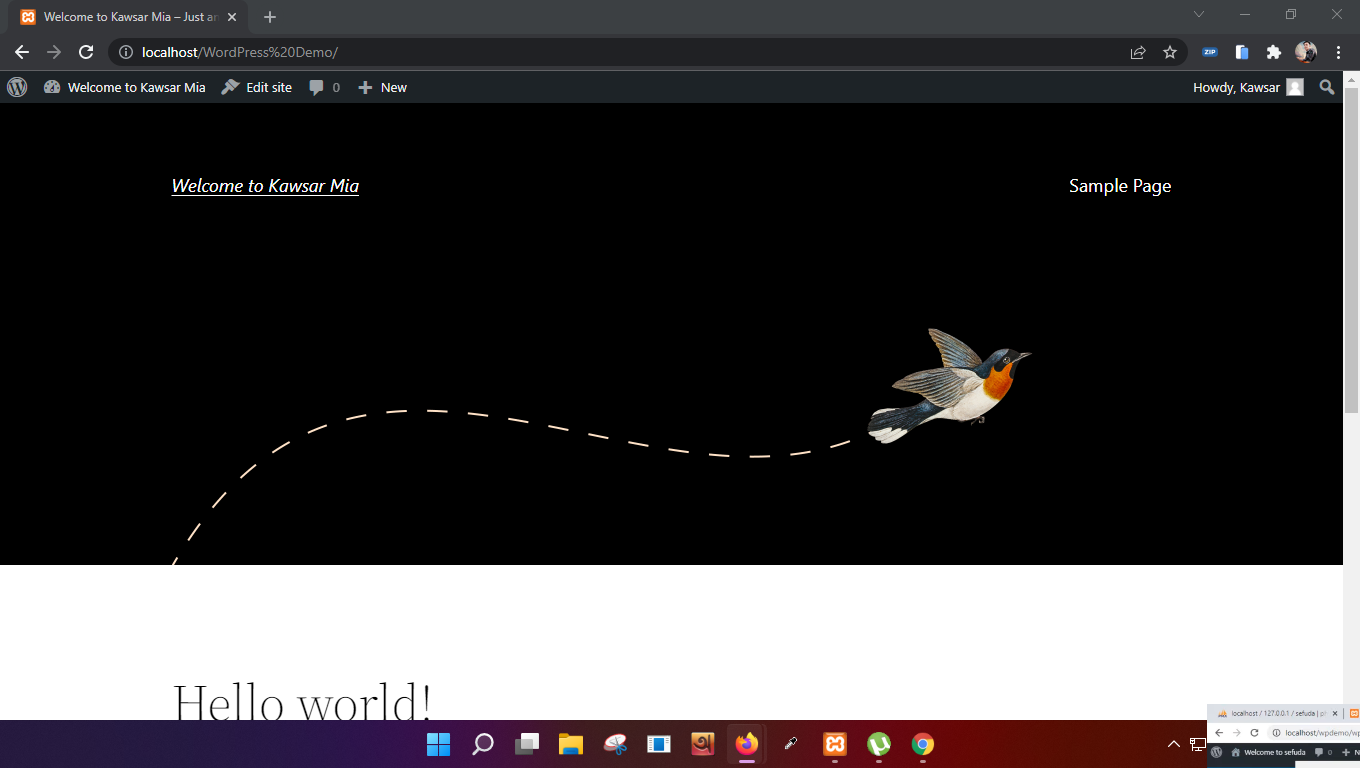 Welcome to Kawsar Mia – Just an
localhost/WordPress%20Demo/
ZIP
Welcome to Kawsar Mia Edit site 0 New Howdy, Kawsar
Welcome to Kawsar Mia Sample Page
Hello world!
localhost / 127.0.0.1 / sefuda | p
localhost/wpdemo/wp
Welcome to sefuda 0 N